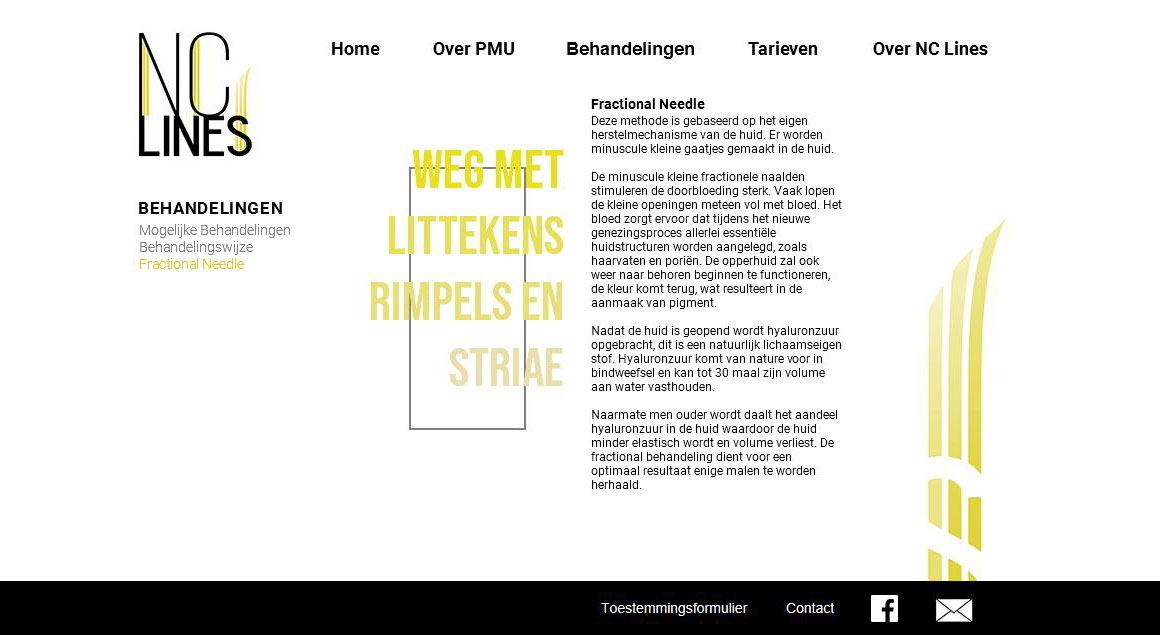 NC
LINES
Home
Over PMU
Behandelingen
Tarieven
Over NC Lines
BEHANDELINGEN
Mogelijke Behandelingen
Behandelingswijze
Fractional Needle
WEG MET
LITTEKENS
RIMPELS EN
STRIAE
Fractional Needle
Deze methode is gebaseerd op het eigen
herstelmechanisme van de huid. Er worden
minuscule kleine gaatjes gemaakt in de huid.
De minuscule kleine fractionele naalden
stimuleren de doorbloeding sterk. Vaak lopen
de kleine openingen meteen vol met bloed. Het
bloed zorgt ervoor dat tijdens het nieuwe
genezingsproces allerlei essentiële
huidstructuren worden aangelegd, zoals
haarvaten en poriën. De opperhuid zal ook
weer naar behoren beginnen te functioneren,
de kleur komt terug, wat resulteert in de
aanmaak van pigment.
Nadat de huid is geopend wordt hyaluronzuur
opgebracht, dit is een natuurlijk lichaamseigen
stof. Hyaluronzuur komt van nature voor in
bindweefsel en kan tot 30 maal zijn volume
aan water vasthouden.
Naarmate men ouder wordt daalt het aandeel
hyaluronzuur in de huid waardoor de huid
minder elastisch wordt en volume verliest. De
fractional behandeling dient voor een
optimaal resultaat enige malen te worden
herhaald.
Toestemmingsformulier
Contact